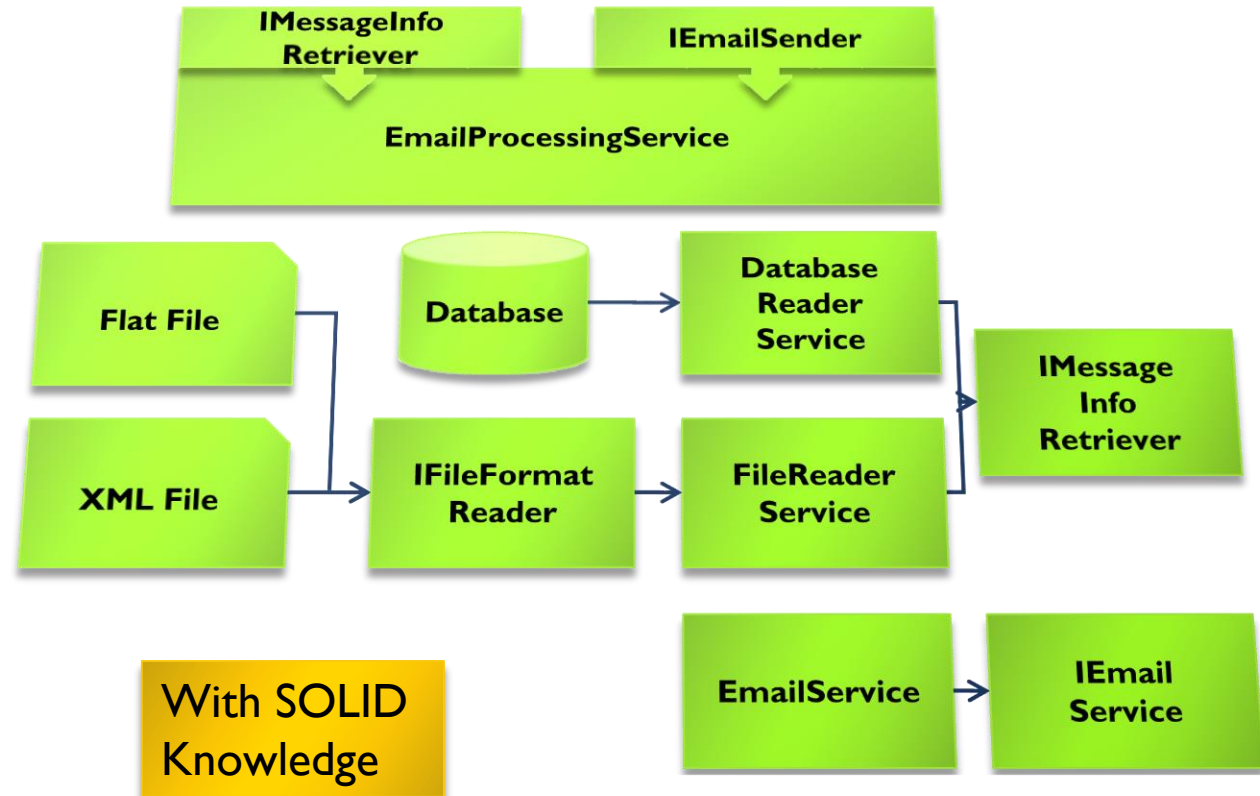 IMessageInfo
Retriever
IEmailSender
EmailProcessingService
Flat File
Database
Database
Reader
Service
IMessage
Info
Retriever
XML File
IFileFormat
Reader
FileReader
Service
EmailService
IEmail
Service
With SOLID
Knowledge